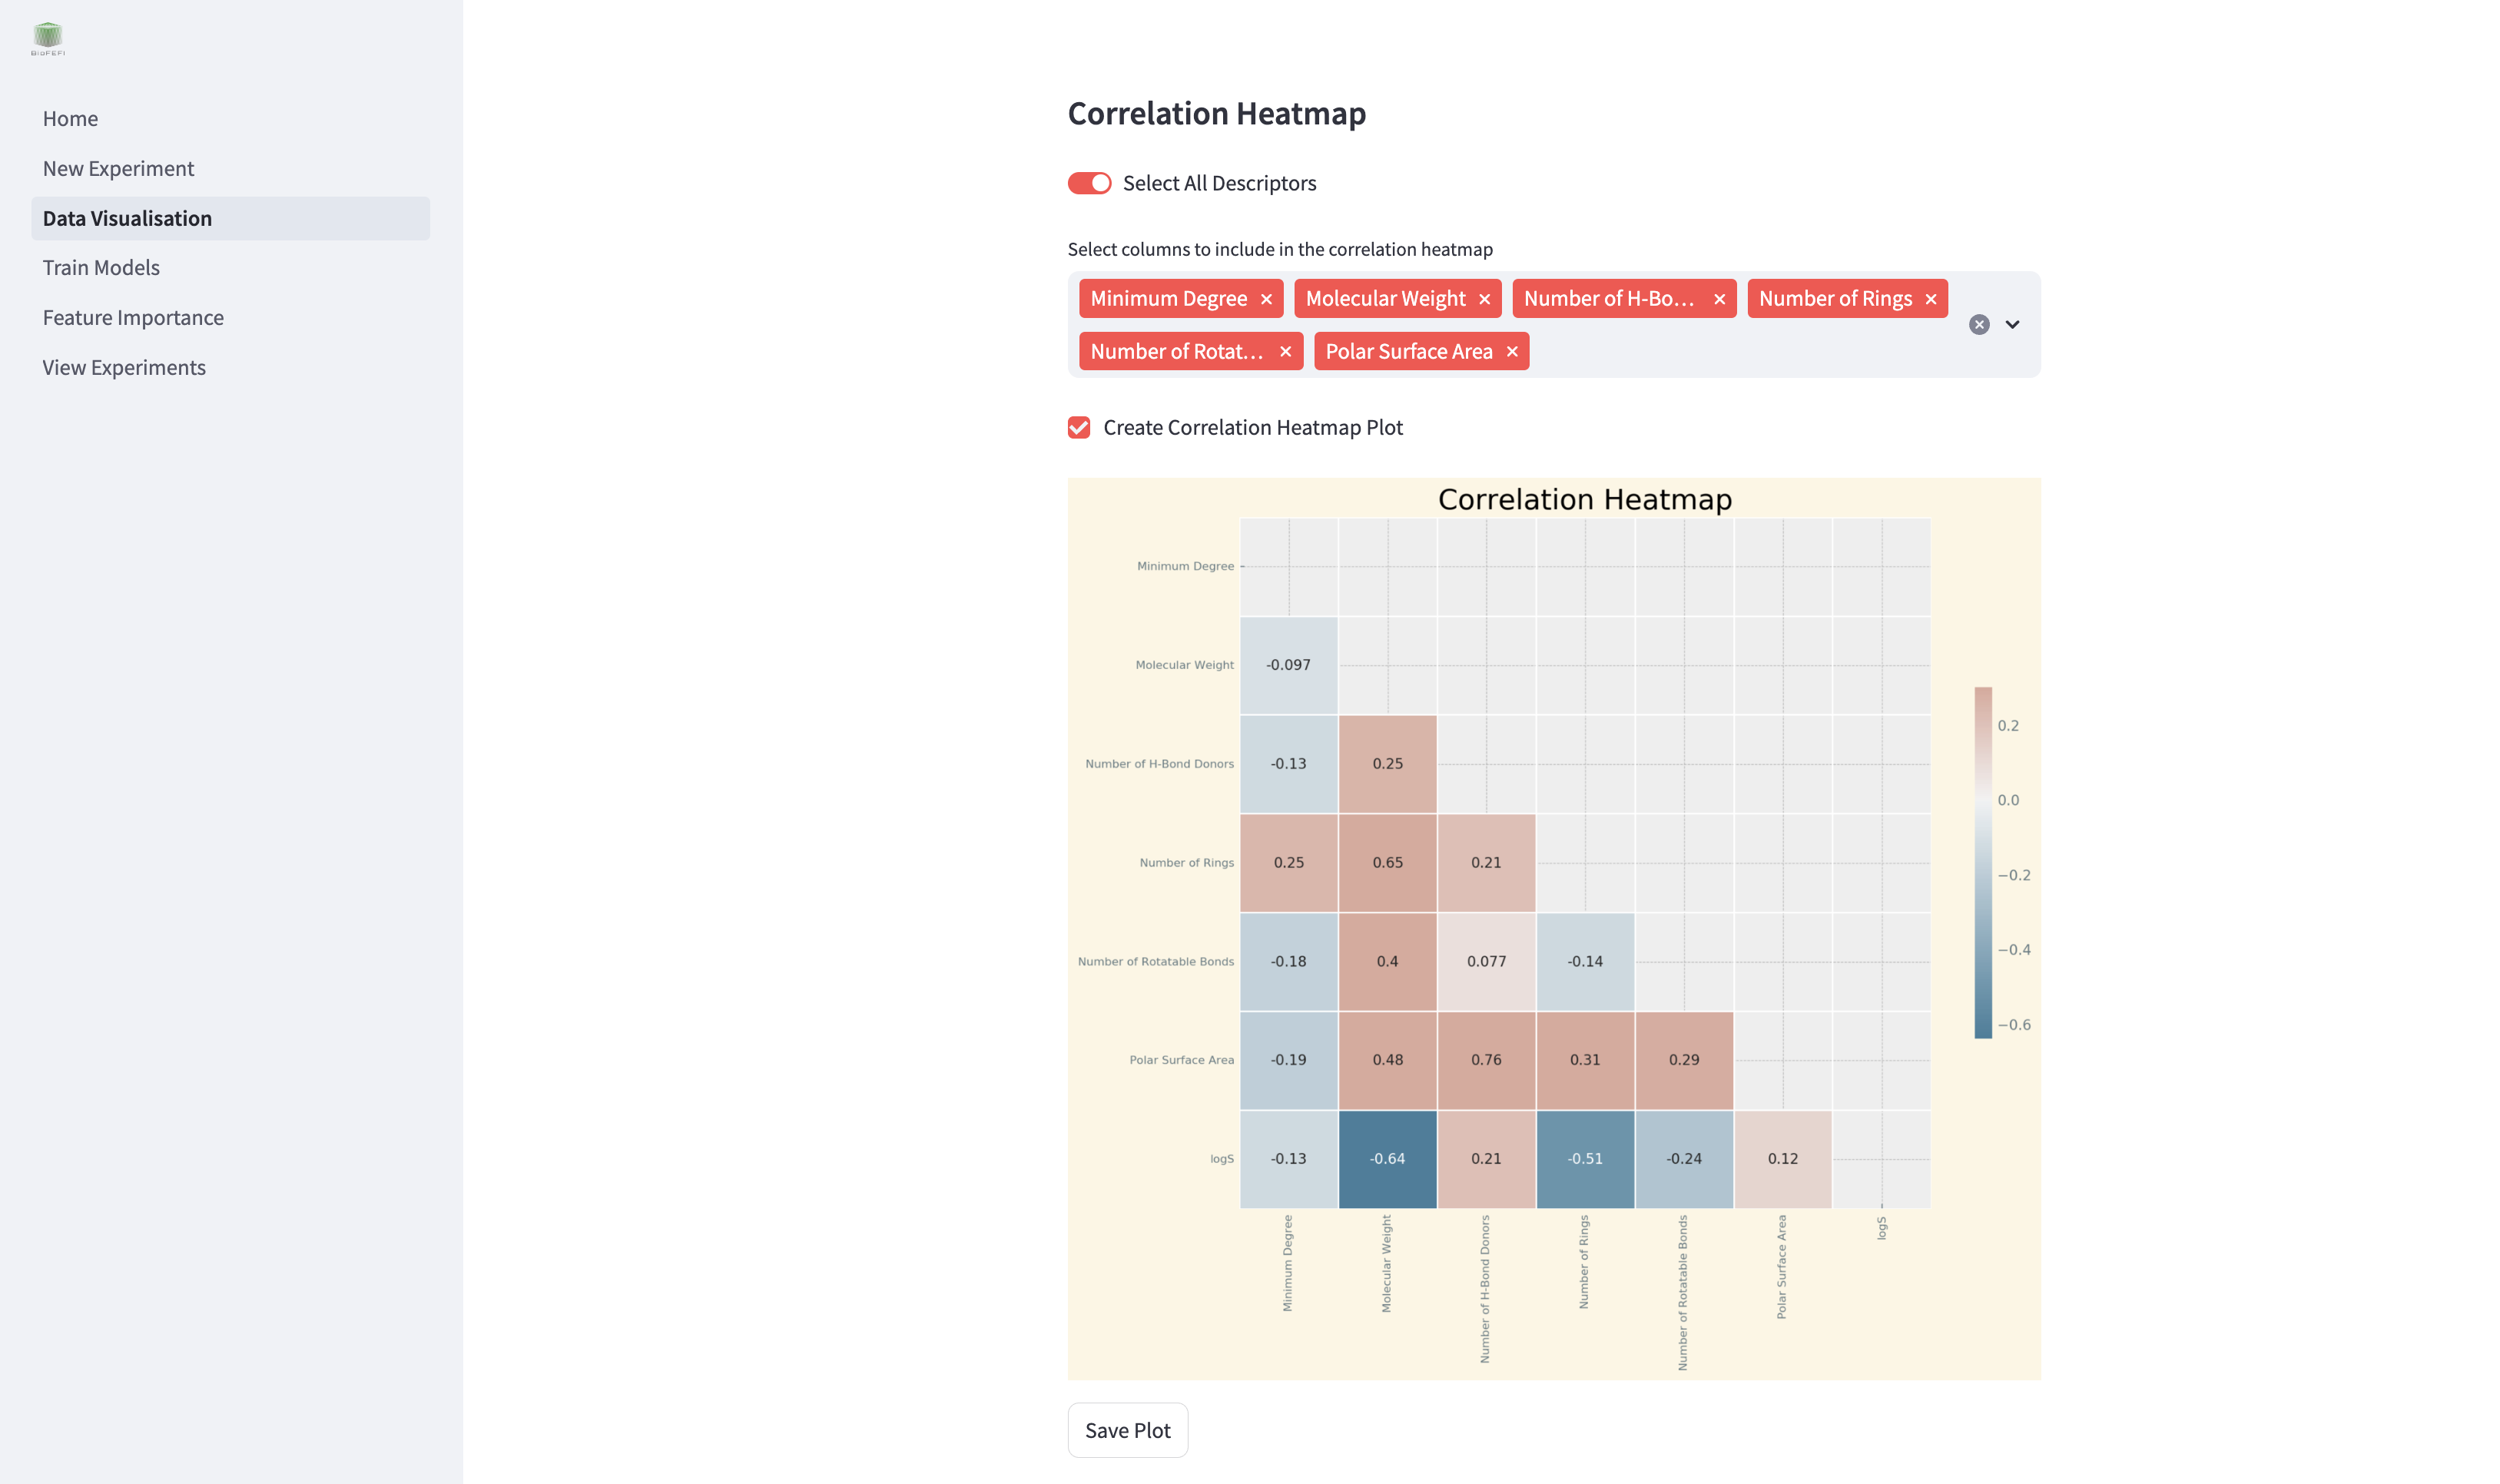 BioFEFI
Home
New Experiment
Data Visualisation
Train Models
Feature Importance
View Experiments
Correlation Heatmap
Select All Descriptors
Select columns to include in the correlation heatmap
Minimum Degree × Molecular Weight × Number of H-Bo... × Number of Rings ×
Number of Rotat... × Polar Surface Area ×
Create Correlation Heatmap Plot
Correlation Heatmap
Minimum Degree
Molecular Weight -0.097
Number of H-Bond Donors -0.13 0.25
Number of Rings 0.25 0.65 0.21
Number of Rotatable Bonds -0.18 0.4 0.077 -0.14
Polar Surface Area -0.19 0.48 0.76 0.31 0.29
logS -0.13 -0.64 0.21 -0.51 -0.24 0.12
Minimum Degree
Molecular Weight
Number of H-Bond Donors
Number of Rings
Number of Rotatable Bonds
Polar Surface Area
logS
0.2
0.0
−0.2
−0.4
−0.6
Save Plot